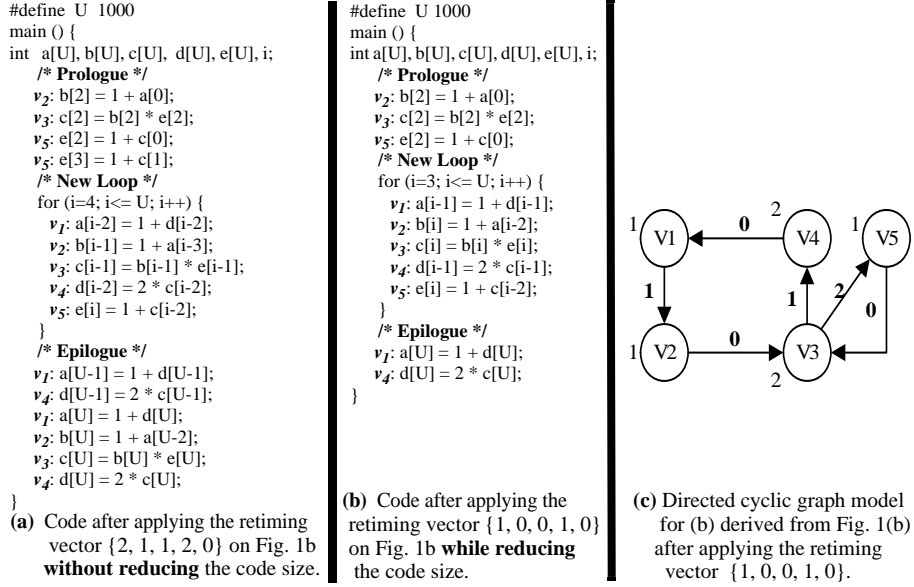 #define U 1000
main () {
int a[U], b[U], c[U], d[U], e[U], i;
/* Prologue */
v2: b[2] = 1 + a[0];
v3: c[2] = b[2] * e[2];
v5: e[2] = 1 + c[0];
v5: e[3] = 1 + c[1];
/* New Loop */
for (i=4; i<= U; i++) {
v1: a[i-2] = 1 + d[i-2];
v2: b[i-1] = 1 + a[i-3];
v3: c[i-1] = b[i-1] * e[i-1];
v4: d[i-2] = 2 * c[i-2];
v5: e[i] = 1 + c[i-2];
}
/* Epilogue */
v1: a[U-1] = 1 + d[U-1];
v4: d[U-1] = 2 * c[U-1];
v1: a[U] = 1 + d[U];
v2: b[U] = 1 + a[U-2];
v3: c[U] = b[U] * e[U];
v4: d[U] = 2 * c[U];
}
(a) Code after applying the retiming
vector {2, 1, 1, 2, 0} on Fig. 1b
without reducing the code size.
#define U 1000
main () {
int a[U], b[U], c[U], d[U], e[U], i;
/* Prologue */
v2: b[2] = 1 + a[0];
v3: c[2] = b[2] * e[2];
v5: e[2] = 1 + c[0];
/* New Loop */
for (i=3; i<= U; i++) {
v1: a[i-1] = 1 + d[i-1];
v2: b[i] = 1 + a[i-2];
v3: c[i] = b[i] * e[i];
v4: d[i-1] = 2 * c[i-1];
v5: e[i] = 1 + c[i-2];
}
/* Epilogue */
v1: a[U] = 1 + d[U];
v4: d[U] = 2 * c[U];
}
(b) Code after applying the
retiming vector {1, 0, 0, 1, 0}
on Fig. 1b while reducing
the code size.
1 V1 0 2 V4 1 V5
1 1 2 0
1 V2 0 V3 2
(c) Directed cyclic graph model
for (b) derived from Fig. 1(b)
after applying the retiming
vector {1, 0, 0, 1, 0}.